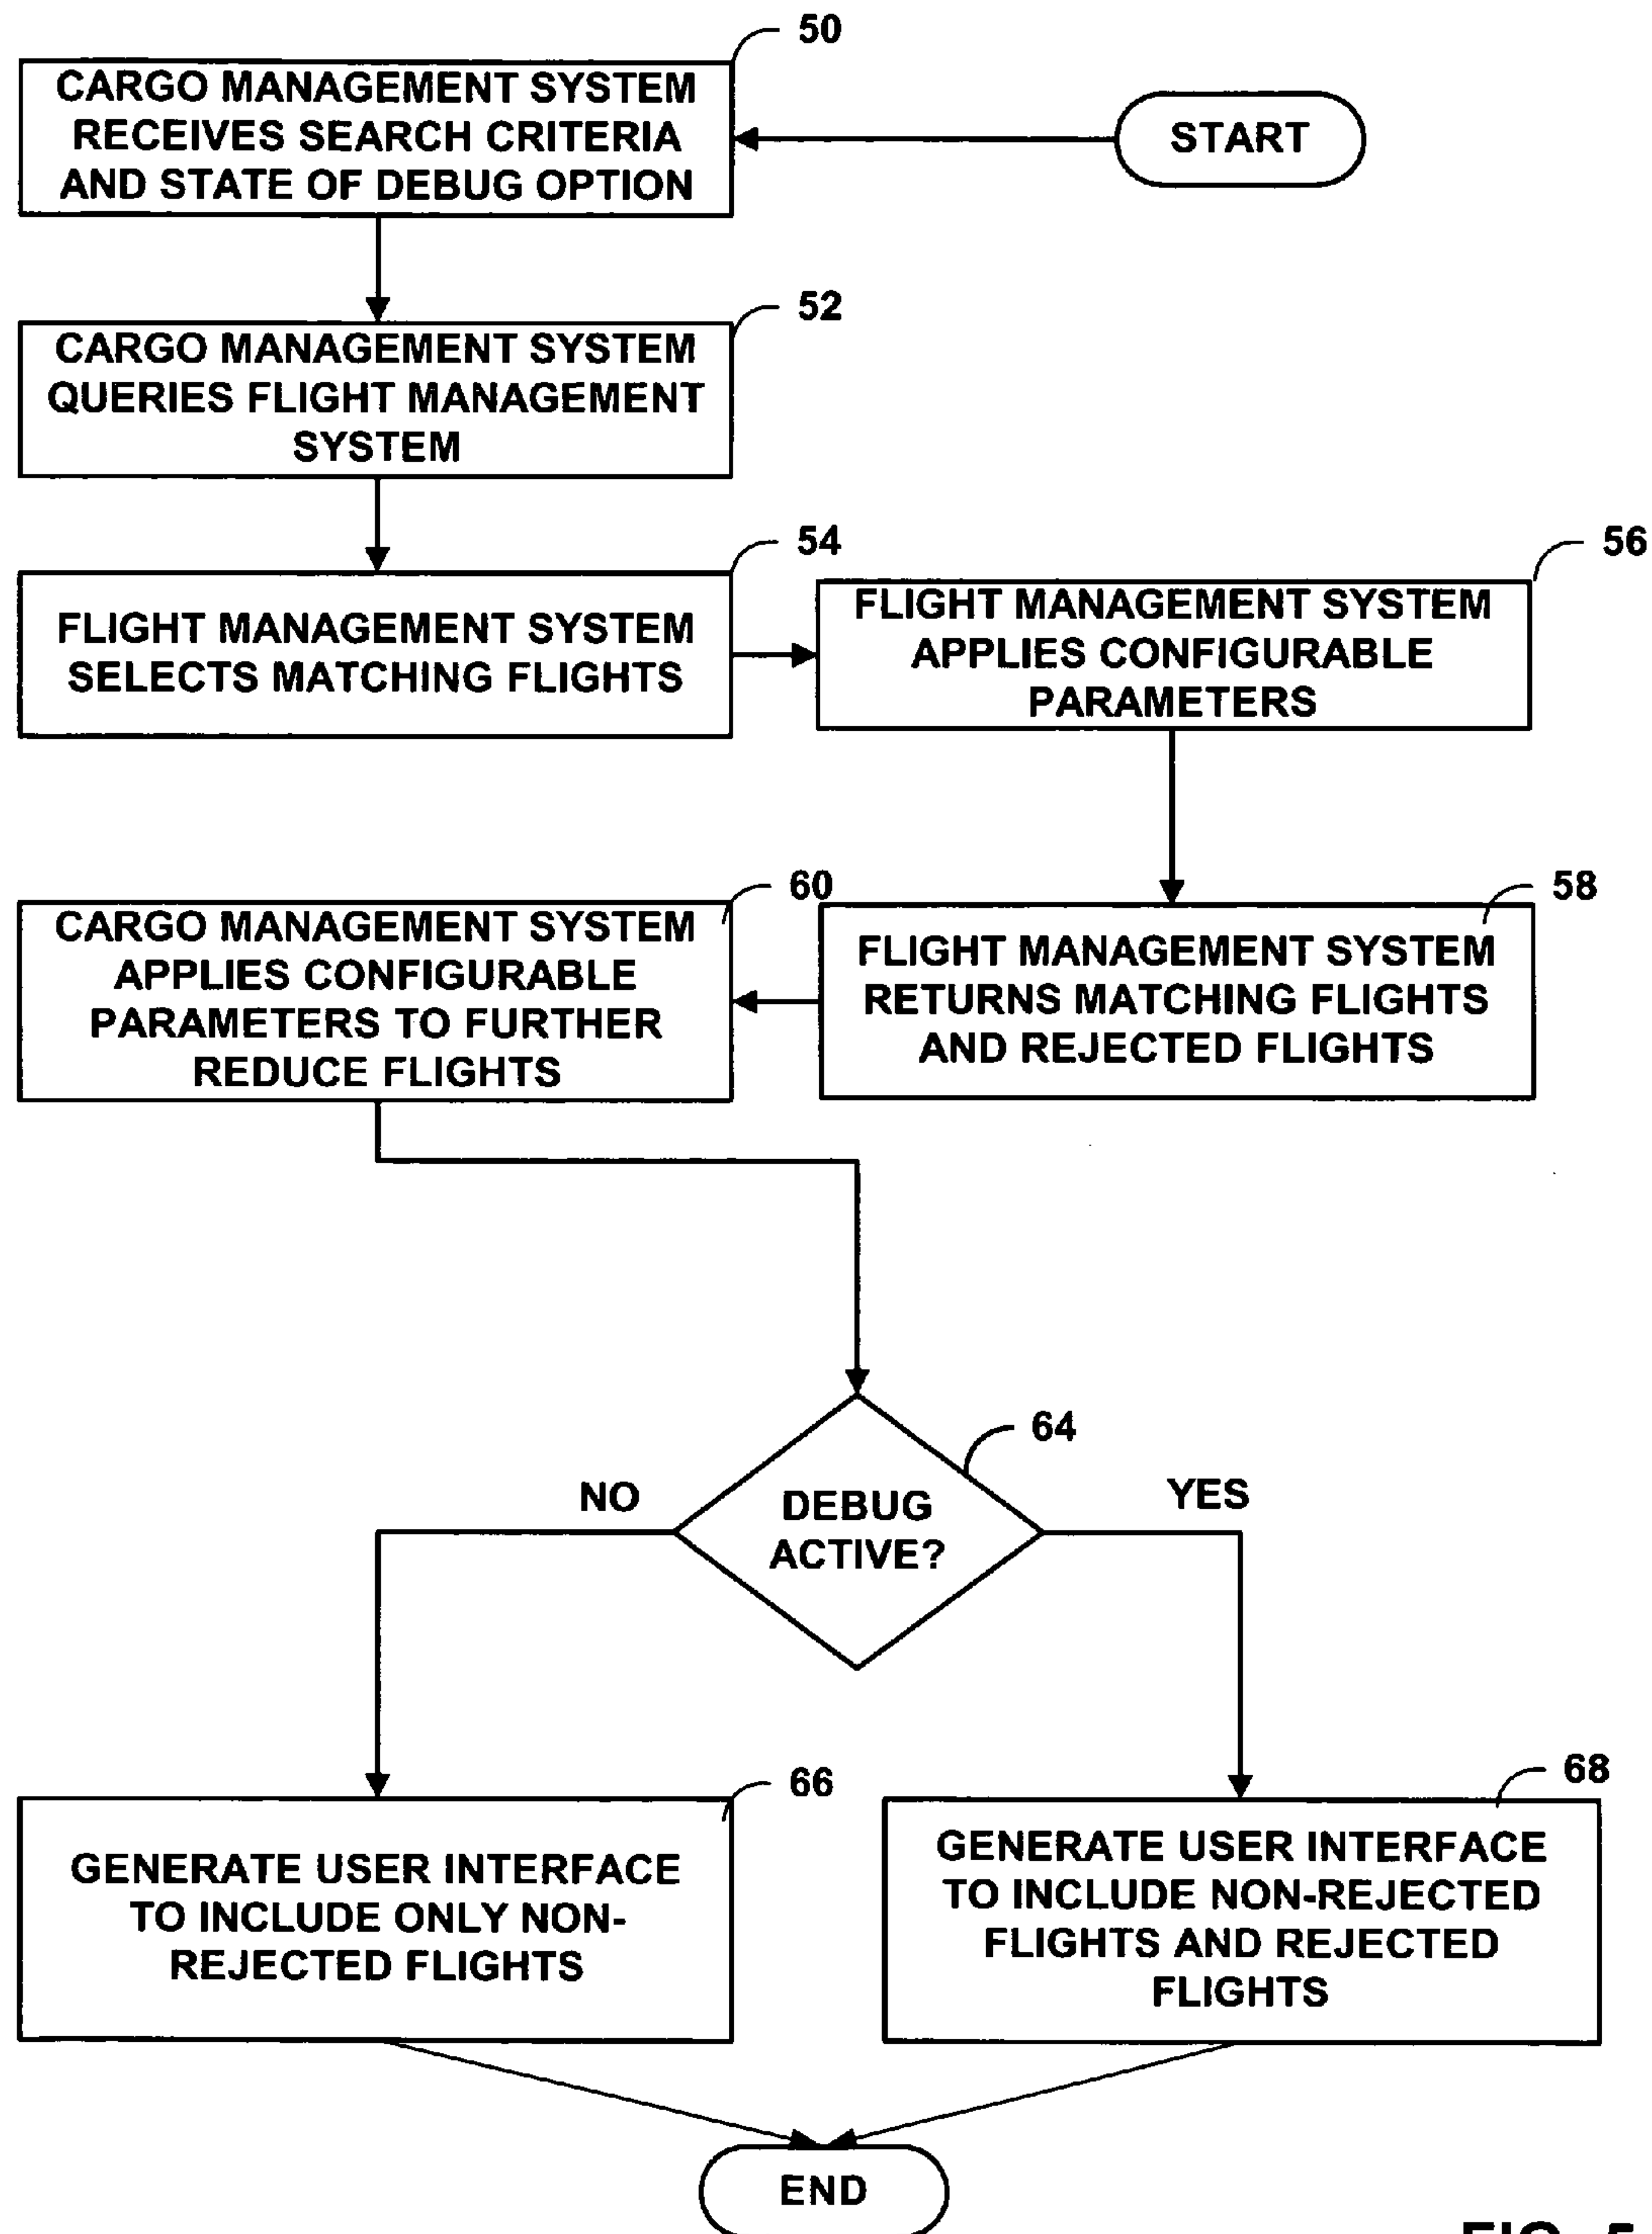 50
CARGO MANAGEMENT SYSTEM
RECEIVES SEARCH CRITERIA
AND STATE OF DEBUG OPTION
START
52
CARGO MANAGEMENT SYSTEM
QUERIES FLIGHT MANAGEMENT
SYSTEM
54
FLIGHT MANAGEMENT SYSTEM
SELECTS MATCHING FLIGHTS
56
FLIGHT MANAGEMENT SYSTEM
APPLIES CONFIGURABLE
PARAMETERS
58
FLIGHT MANAGEMENT SYSTEM
RETURNS MATCHING FLIGHTS
AND REJECTED FLIGHTS
60
CARGO MANAGEMENT SYSTEM
APPLIES CONFIGURABLE
PARAMETERS TO FURTHER
REDUCE FLIGHTS
64
DEBUG
ACTIVE?
NO
YES
66
GENERATE USER INTERFACE
TO INCLUDE ONLY NON-
REJECTED FLIGHTS
68
GENERATE USER INTERFACE
TO INCLUDE NON-REJECTED
FLIGHTS AND REJECTED
FLIGHTS
END